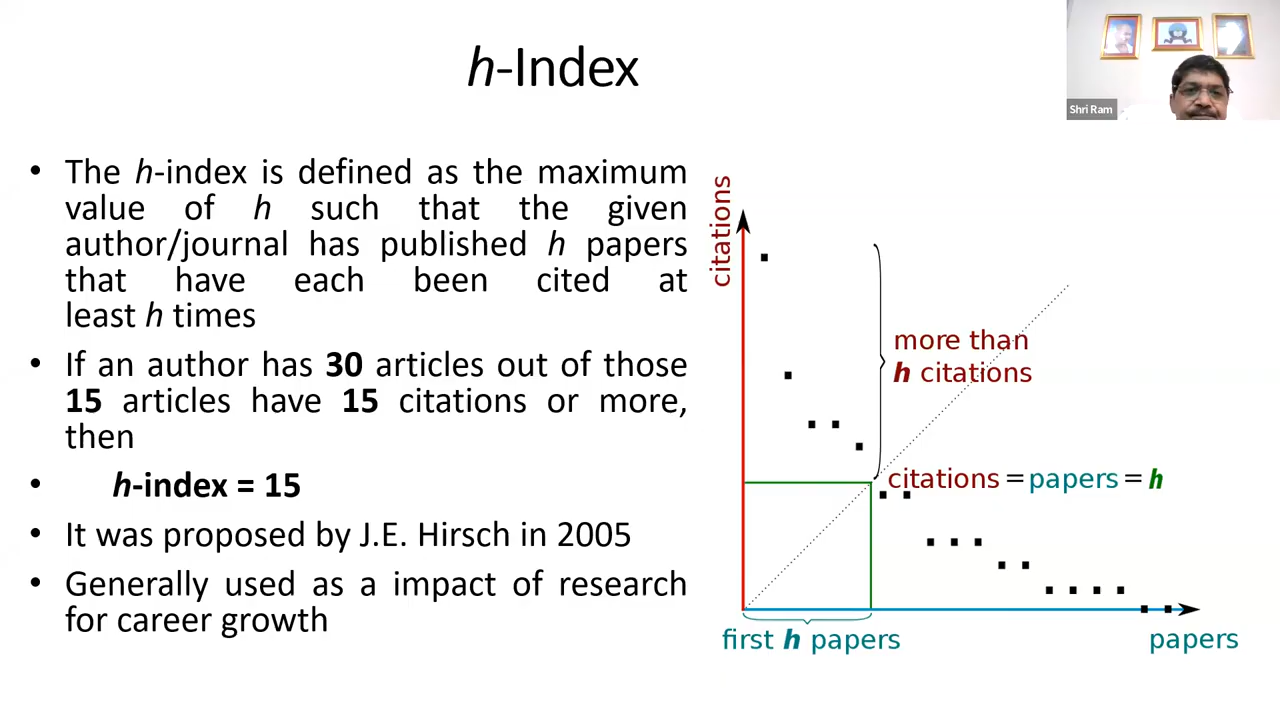 h-Index
Shri Ram
• The h-index is defined as the maximum
value of h such that the given
author/journal has published h papers
that have each been cited at
least h times
• If an author has 30 articles out of those
15 articles have 15 citations or more,
then
• h-index = 15
• It was proposed by J.E. Hirsch in 2005
• Generally used as a impact of research
for career growth
citations
more than
h citations
citations = papers = h
first h papers
papers